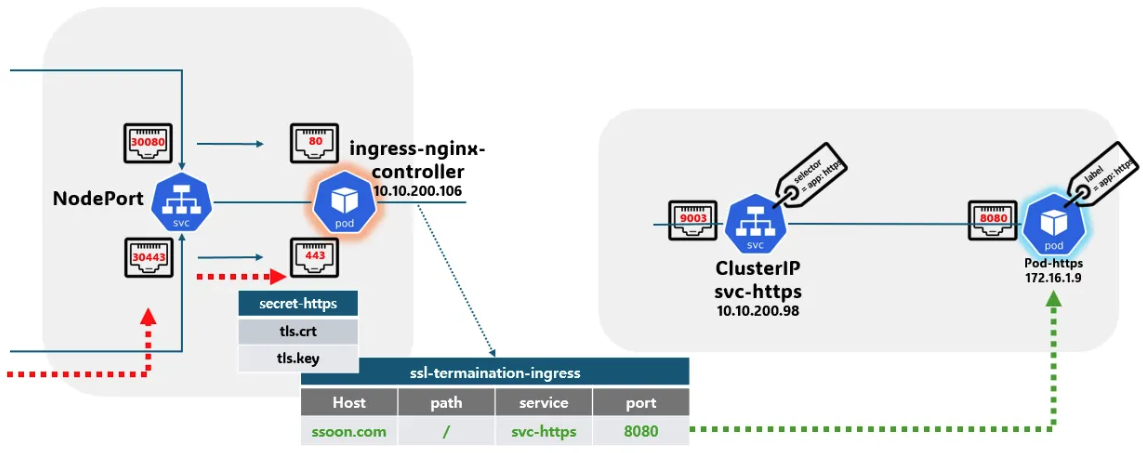 30080
80
ingress-nginx-
controller
10.10.200.106
NodePort
svc
pod
30443
443
secret-https
tls.crt
tls.key
ssl-termaination-ingress
Host path service port
ssoon.com / svc-https 8080
selector
= app: https
9003
svc
ClusterIP
svc-https
10.10.200.98
label
= app: https
8080
pod
Pod-https
172.16.1.9